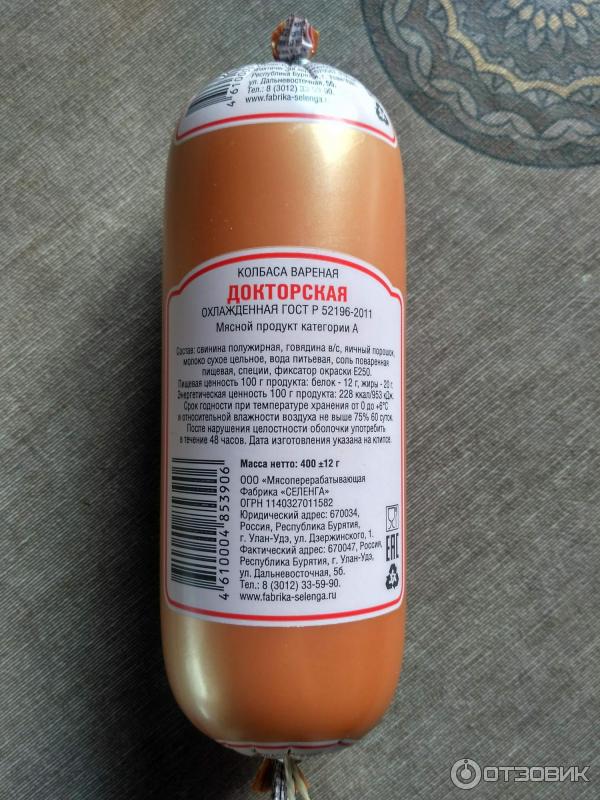 Республика Бурятия, г. Улан-Удэ,
ул. Дальневосточная, 5б.
Тел.: 8 (3012) 33-59-90.
www.fabrika-selenga.ru
КОЛБАСА ВАРЕНАЯ
ДОКТОРСКАЯ
ОХЛАЖДЕННАЯ ГОСТ Р 52196-2011
Мясной продукт категории А
Состав: свинина полужирная, говядина в/с, яичный порошок,
молоко сухое цельное, вода питьевая, соль поваренная
пищевая, специи, фиксатор окраски Е250.
Пищевая ценность 100 г продукта: белок - 12 г, жиры - 20 г.
Энергетическая ценность 100 г продукта: 228 ккал/953 кДж.
Срок годности при температуре хранения от 0 до +6°С
и относительной влажности воздуха не выше 75% 60 суток.
После нарушения целостности оболочки употребить
в течение 48 часов. Дата изготовления указана на клипсе.
Масса нетто: 400 ±12 г
ООО «Мясоперерабатывающая
Фабрика «СЕЛЕНГА»
ОГРН 1140327011582
Юридический адрес: 670034,
Россия, Республика Бурятия,
г. Улан-Удэ, ул. Дзержинского, 1.
Фактический адрес: 670047, Россия,
Республика Бурятия, г. Улан-Удэ,
ул. Дальневосточная, 5б.
Тел.: 8 (3012) 33-59-90.
www.fabrika-selenga.ru
4610004853906
ЕАС
ОТЗОВИК